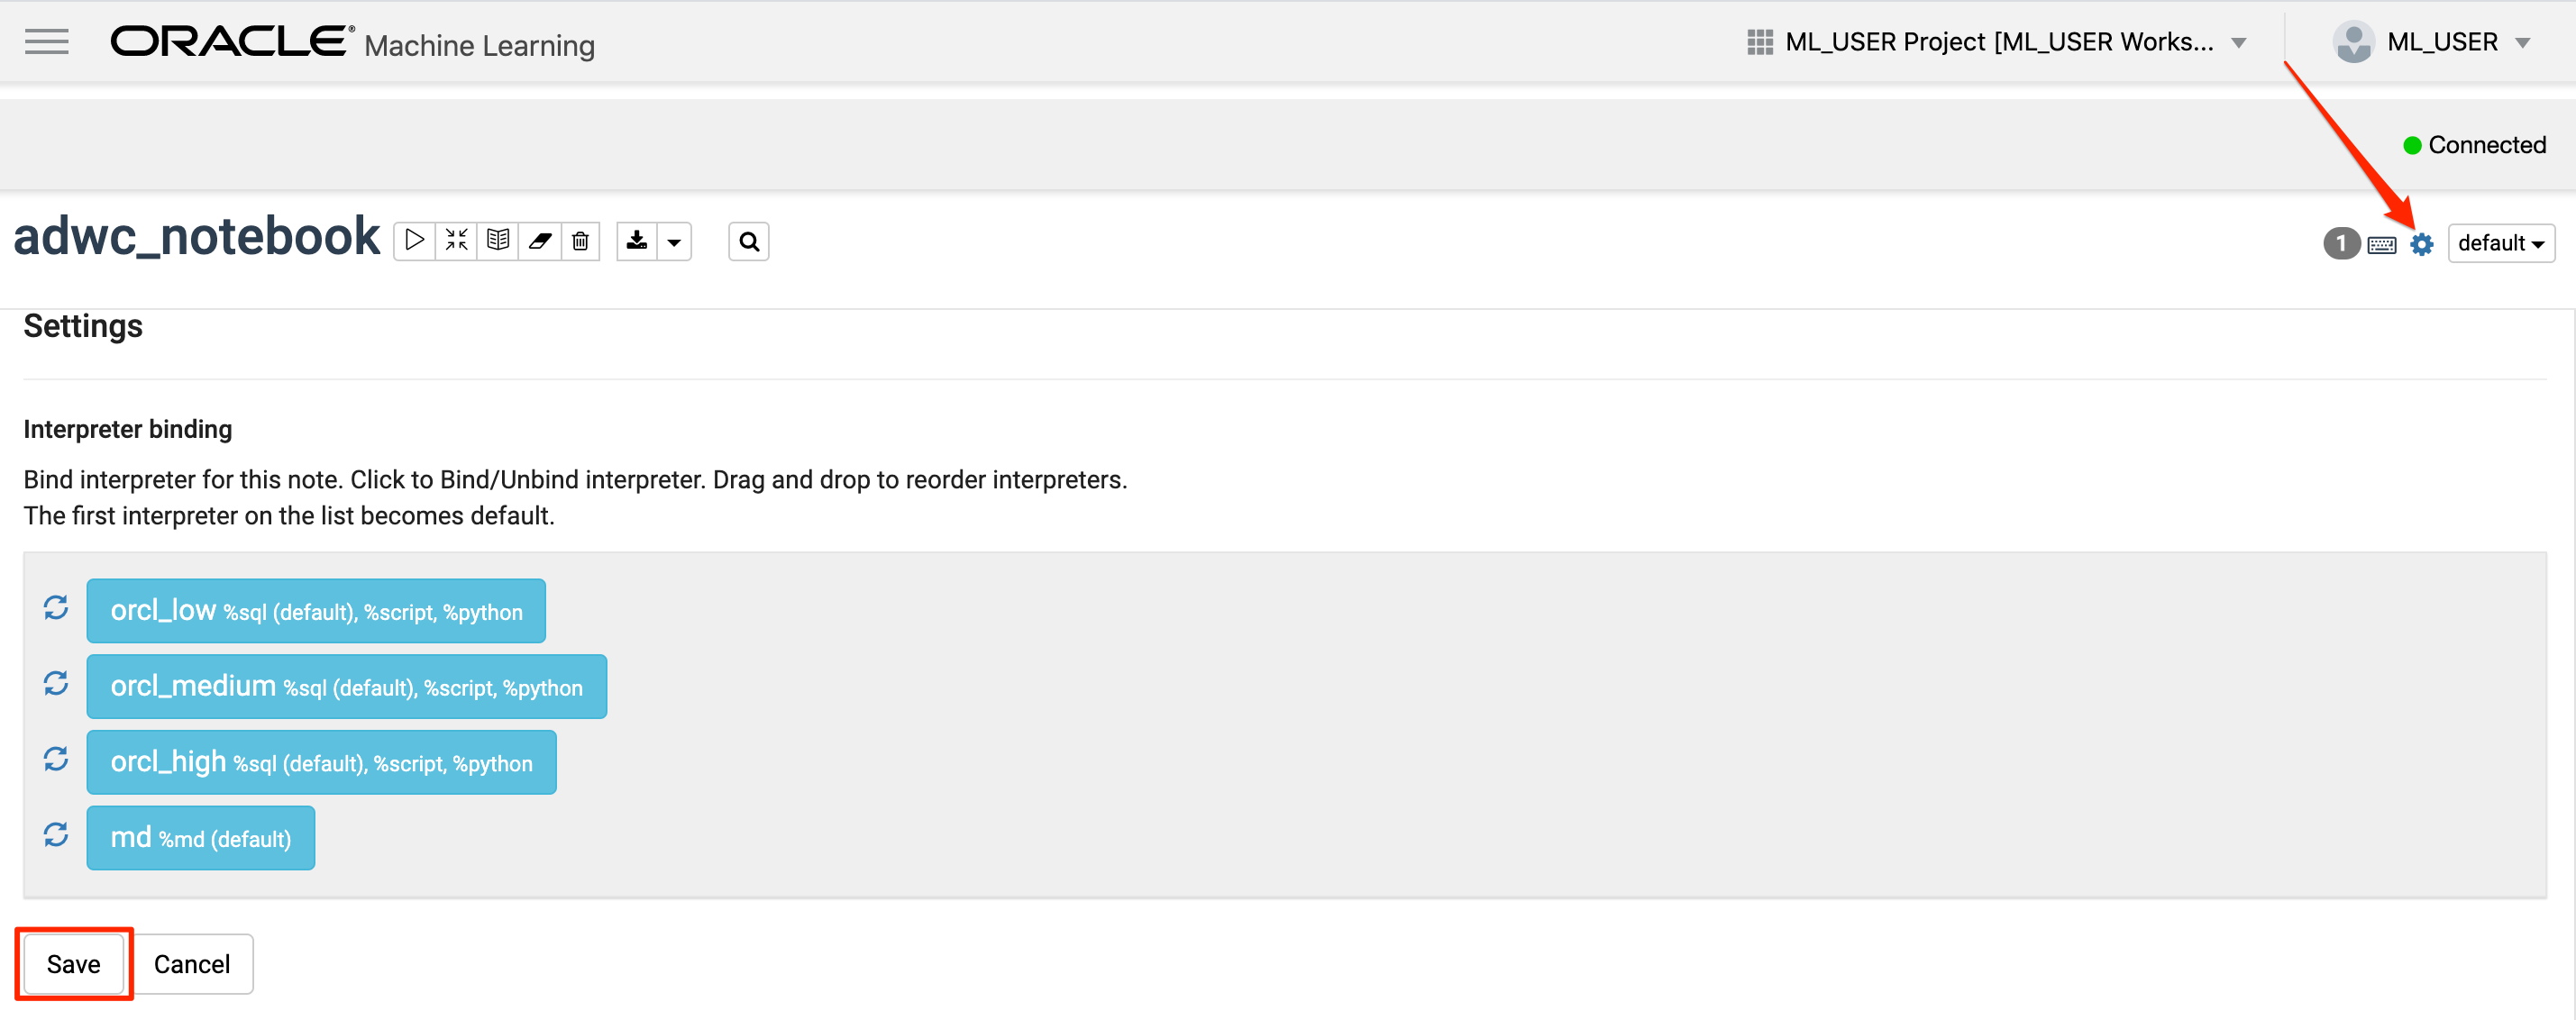 ORACLE® Machine Learning
ML_USER Project [ML_USER Works...
ML_USER
Connected
adwc_notebook
1
default
Settings
Interpreter binding
Bind interpreter for this note. Click to Bind/Unbind interpreter. Drag and drop to reorder interpreters.
The first interpreter on the list becomes default.
orcl_low %sql (default), %script, %python
orcl_medium %sql (default), %script, %python
orcl_high %sql (default), %script, %python
md %md (default)
Save
Cancel